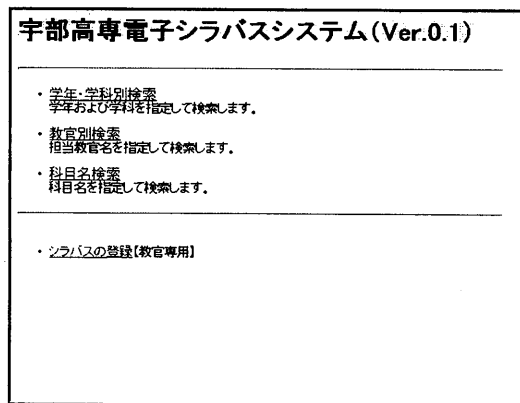 宇部高専電子シラバスシステム(Ver.0.1)
・学年・学科別検索
学年および学科を指定して検索します。
・教官別検索
担当教官名を指定して検索します。
・科目名検索
科目名を指定して検索します。
・シラバスの登録【教官専用】